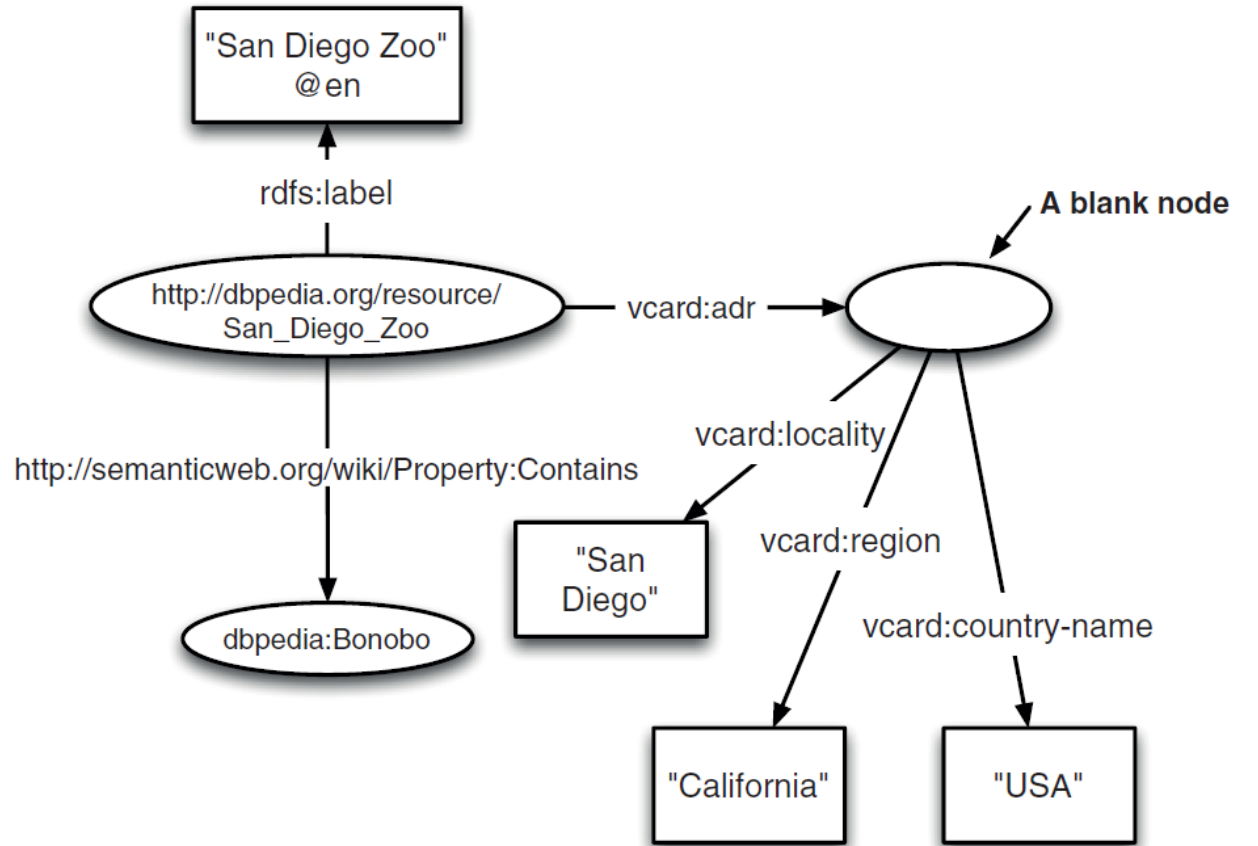 "San Diego Zoo"
@en
rdfs:label
A blank node
http://dbpedia.org/resource/
San_Diego_Zoo
vcard:adr
vcard:locality
http://semanticweb.org/wiki/Property:Contains
"San
Diego"
vcard:region
dbpedia:Bonobo
vcard:country-name
"California"
"USA"